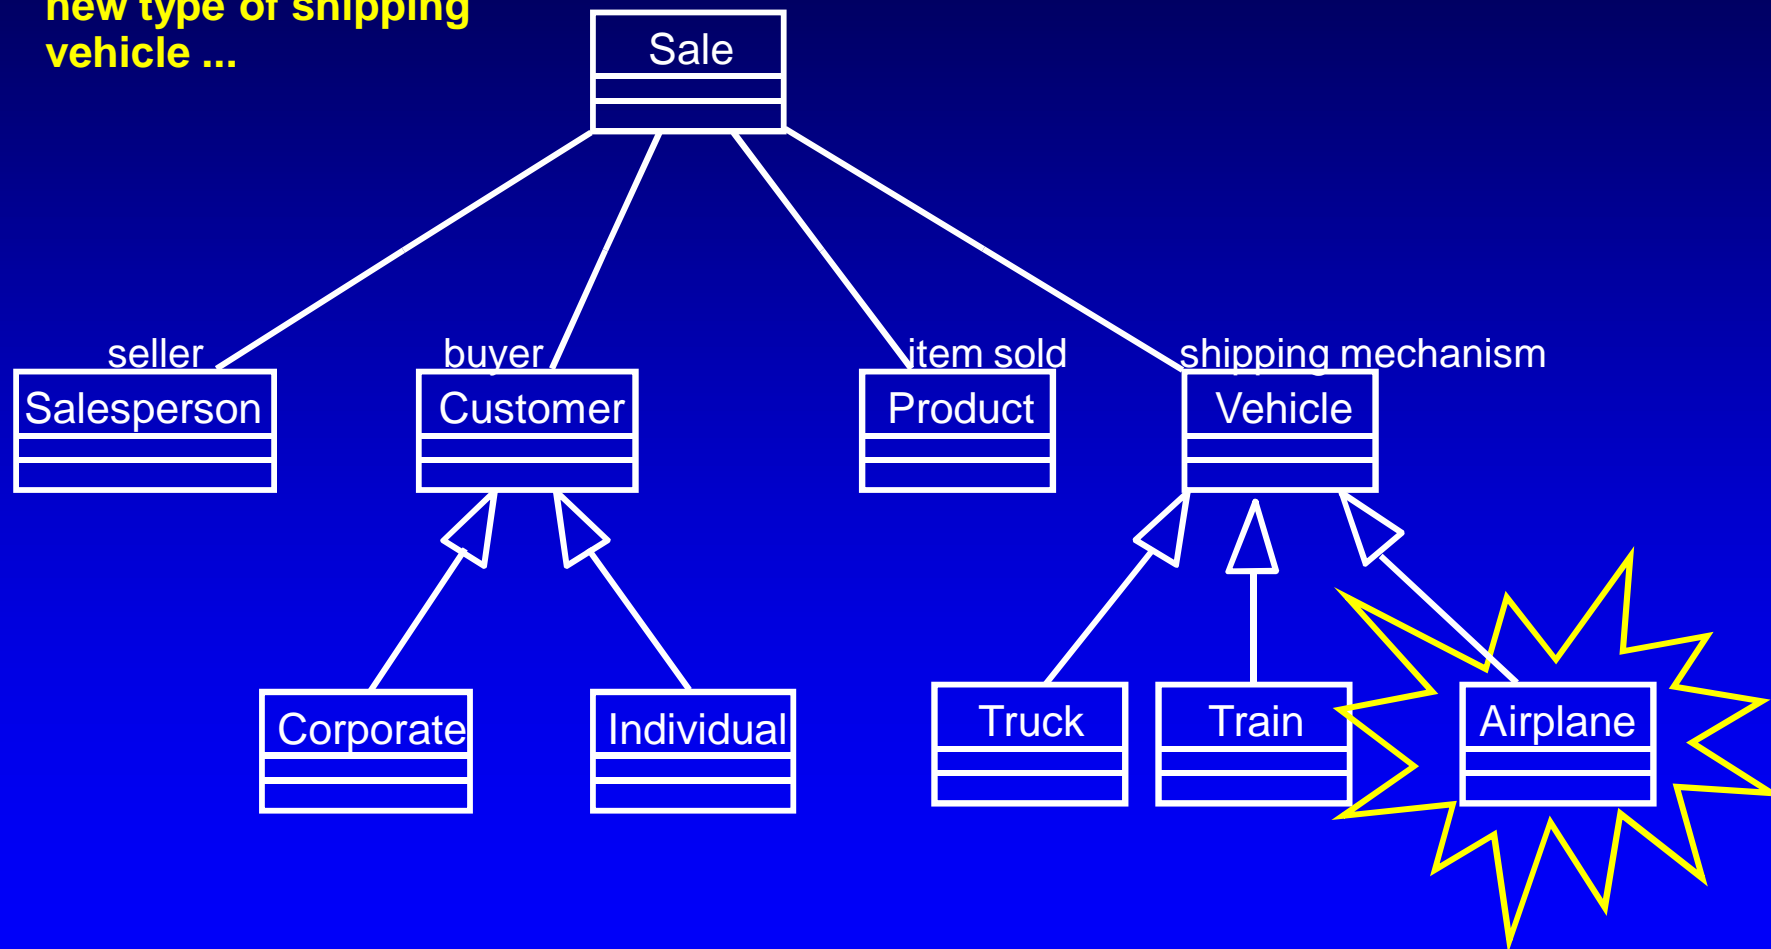 new type of shipping
vehicle ...
Sale
seller
buyer
item sold
shipping mechanism
Salesperson
Customer
Product
Vehicle
Corporate
Individual
Truck
Train
Airplane